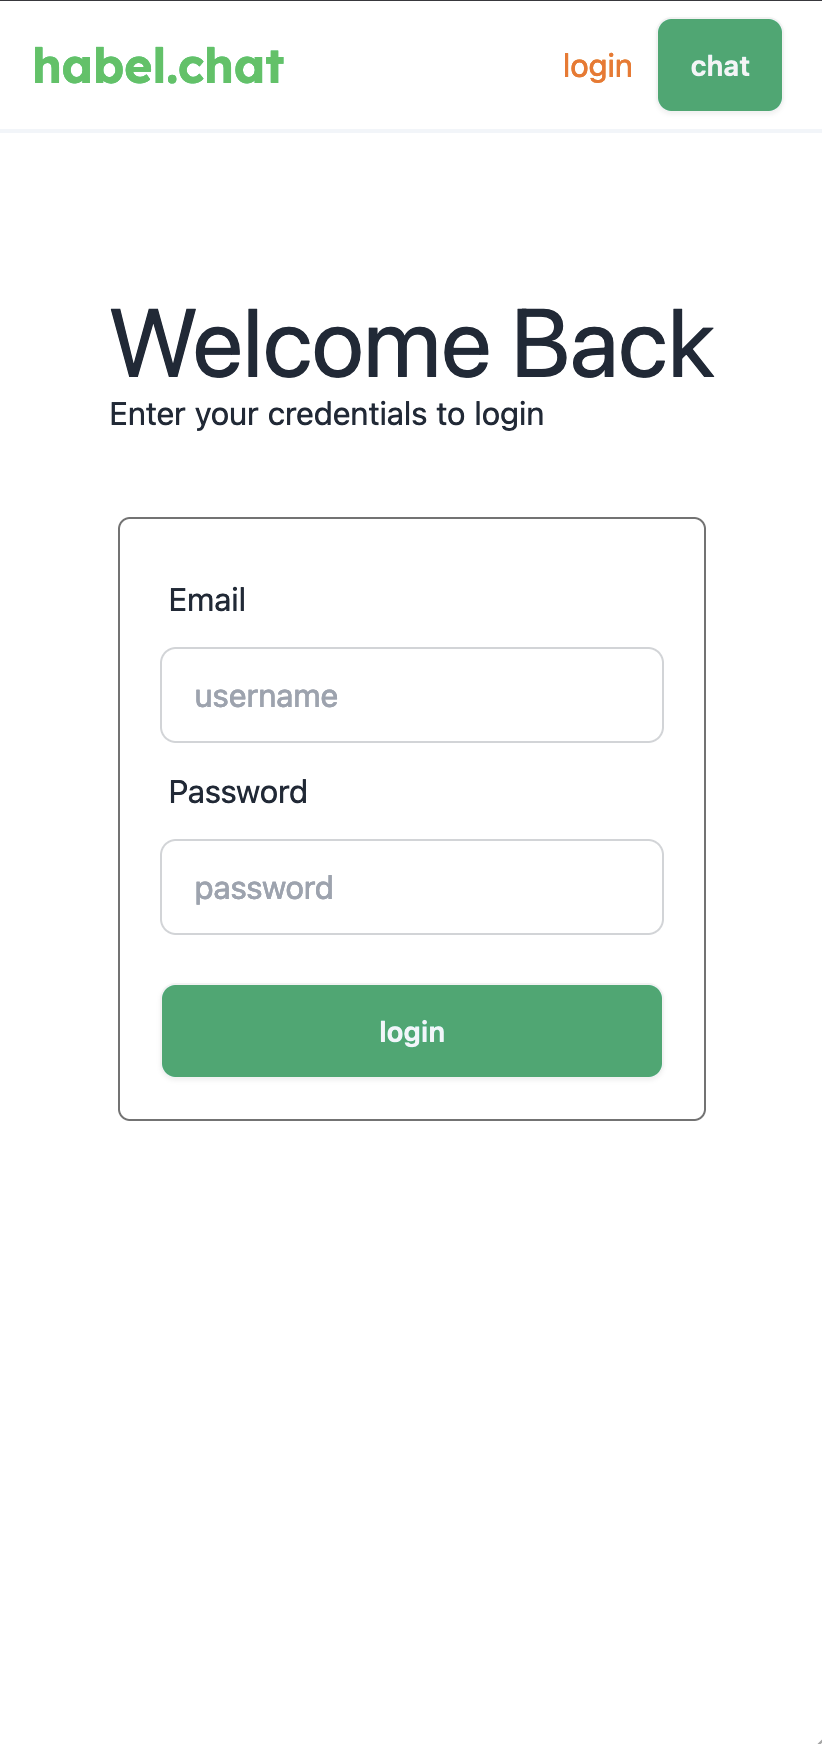 habel.chat
login
chat
Welcome Back
Enter your credentials to login
Email
username
Password
password
login